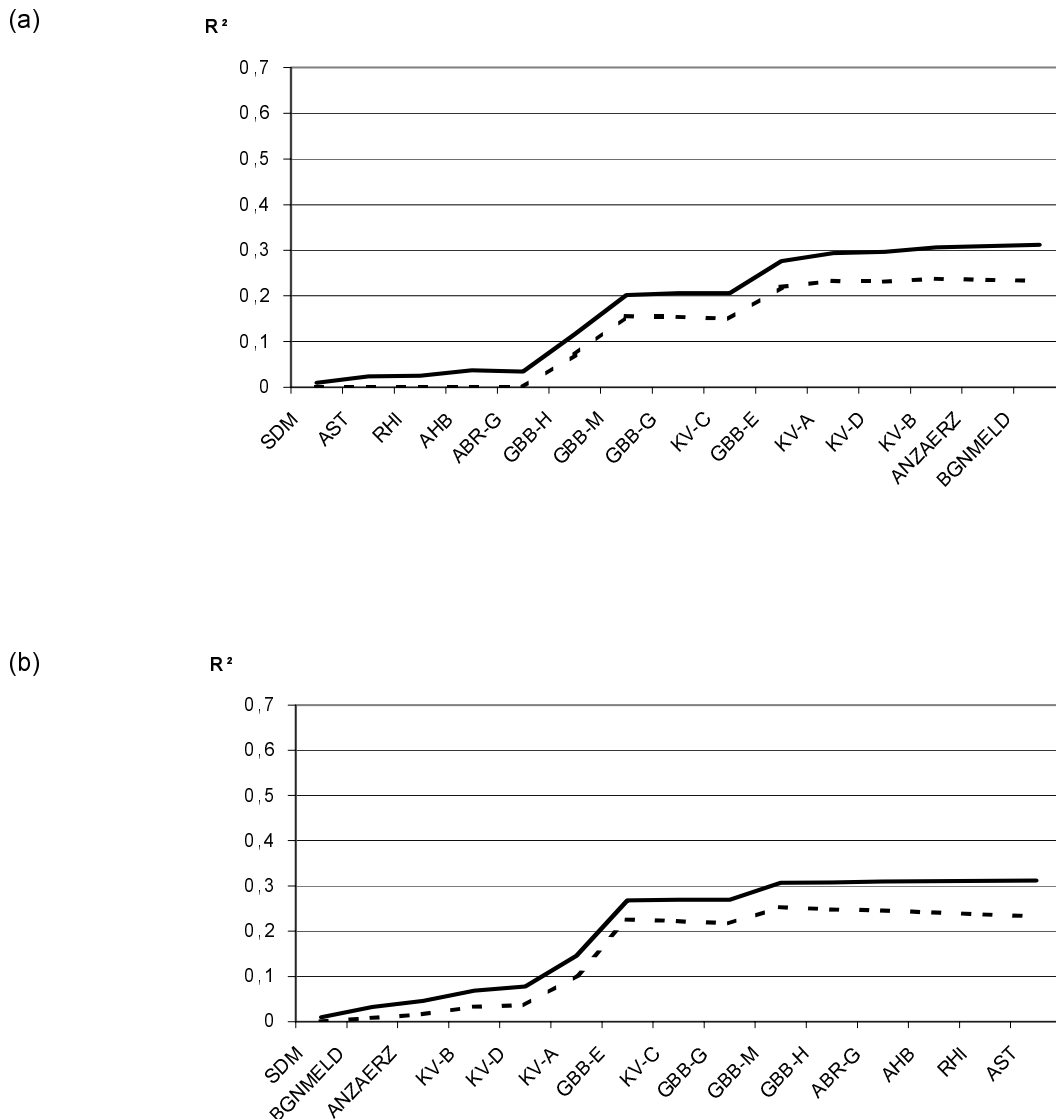 (a)
R²
0,7
0,6
0,5
0,4
0,3
0,2
0,1
0
SDM
AST
RHI
AHB
ABR-G
GBB-H
GBB-M
GBB-G
KV-C
GBB-E
KV-A
KV-D
KV-B
ANZAERZ
BGNMELD
(b)
R²
0,7
0,6
0,5
0,4
0,3
0,2
0,1
0
SDM
BGNMELD
ANZAERZ
KV-B
KV-D
KV-A
GBB-E
KV-C
GBB-G
GBB-M
GBB-H
ABR-G
AHB
RHI
AST